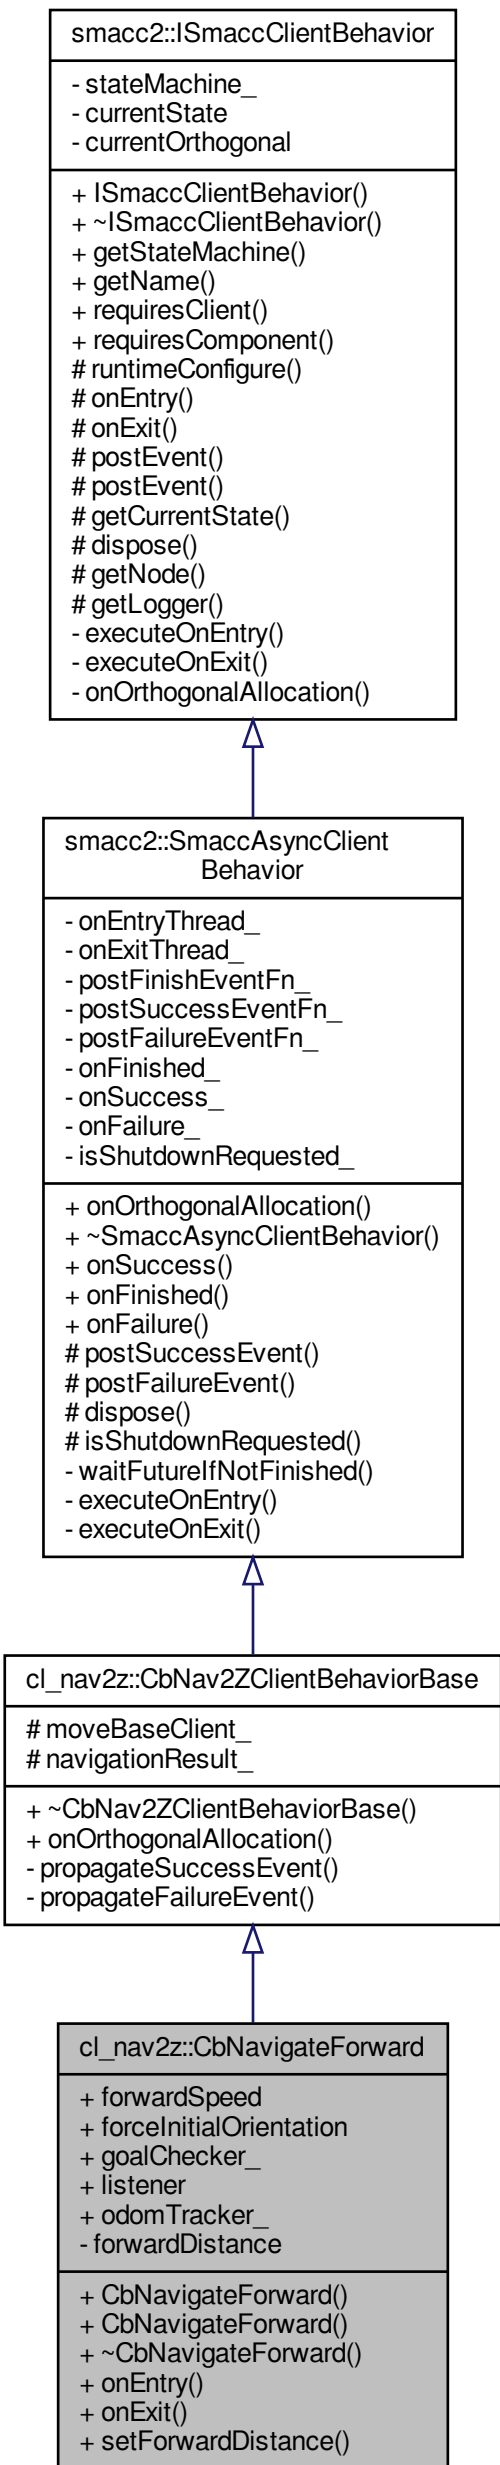 smacc2::ISmaccClientBehavior
- stateMachine_
- currentState
- currentOrthogonal
+ ISmaccClientBehavior()
+ ~ISmaccClientBehavior()
+ getStateMachine()
+ getName()
+ requiresClient()
+ requiresComponent()
# runtimeConfigure()
# onEntry()
# onExit()
# postEvent()
# postEvent()
# getCurrentState()
# dispose()
# getNode()
# getLogger()
- executeOnEntry()
- executeOnExit()
- onOrthogonalAllocation()
smacc2::SmaccAsyncClient
Behavior
- onEntryThread_
- onExitThread_
- postFinishEventFn_
- postSuccessEventFn_
- postFailureEventFn_
- onFinished_
- onSuccess_
- onFailure_
- isShutdownRequested_
+ onOrthogonalAllocation()
+ ~SmaccAsyncClientBehavior()
+ onSuccess()
+ onFinished()
+ onFailure()
# postSuccessEvent()
# postFailureEvent()
# dispose()
# isShutdownRequested()
- waitFutureIfNotFinished()
- executeOnEntry()
- executeOnExit()
cl_nav2z::CbNav2ZClientBehaviorBase
# moveBaseClient_
# navigationResult_
+ ~CbNav2ZClientBehaviorBase()
+ onOrthogonalAllocation()
- propagateSuccessEvent()
- propagateFailureEvent()
cl_nav2z::CbNavigateForward
+ forwardSpeed
+ forceInitialOrientation
+ goalChecker_
+ listener
+ odomTracker_
- forwardDistance
+ CbNavigateForward()
+ CbNavigateForward()
+ ~CbNavigateForward()
+ onEntry()
+ onExit()
+ setForwardDistance()